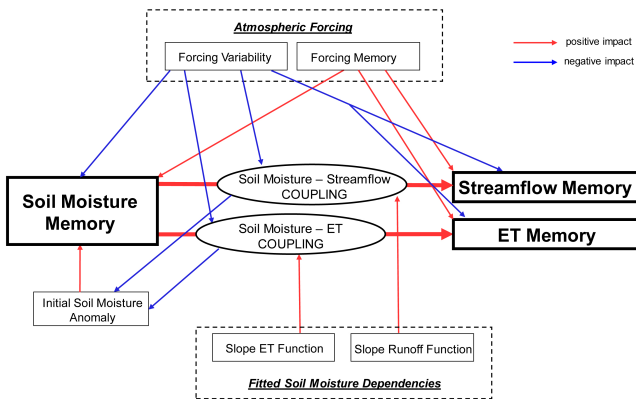 Atmospheric Forcing
Forcing Variability
Forcing Memory
positive impact
negative impact
Soil Moisture
Memory
Soil Moisture – Streamflow
COUPLING
Streamflow Memory
Soil Moisture – ET
COUPLING
ET Memory
Initial Soil Moisture
Anomaly
Slope ET Function
Slope Runoff Function
Fitted Soil Moisture Dependencies